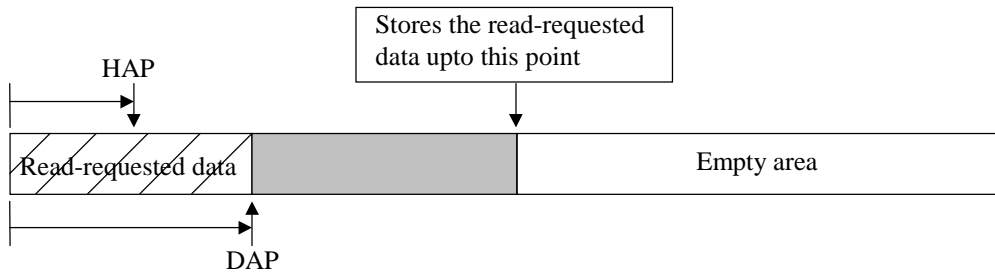 Stores the read-requested
data upto this point
HAP
Read-requested data
Empty area
DAP